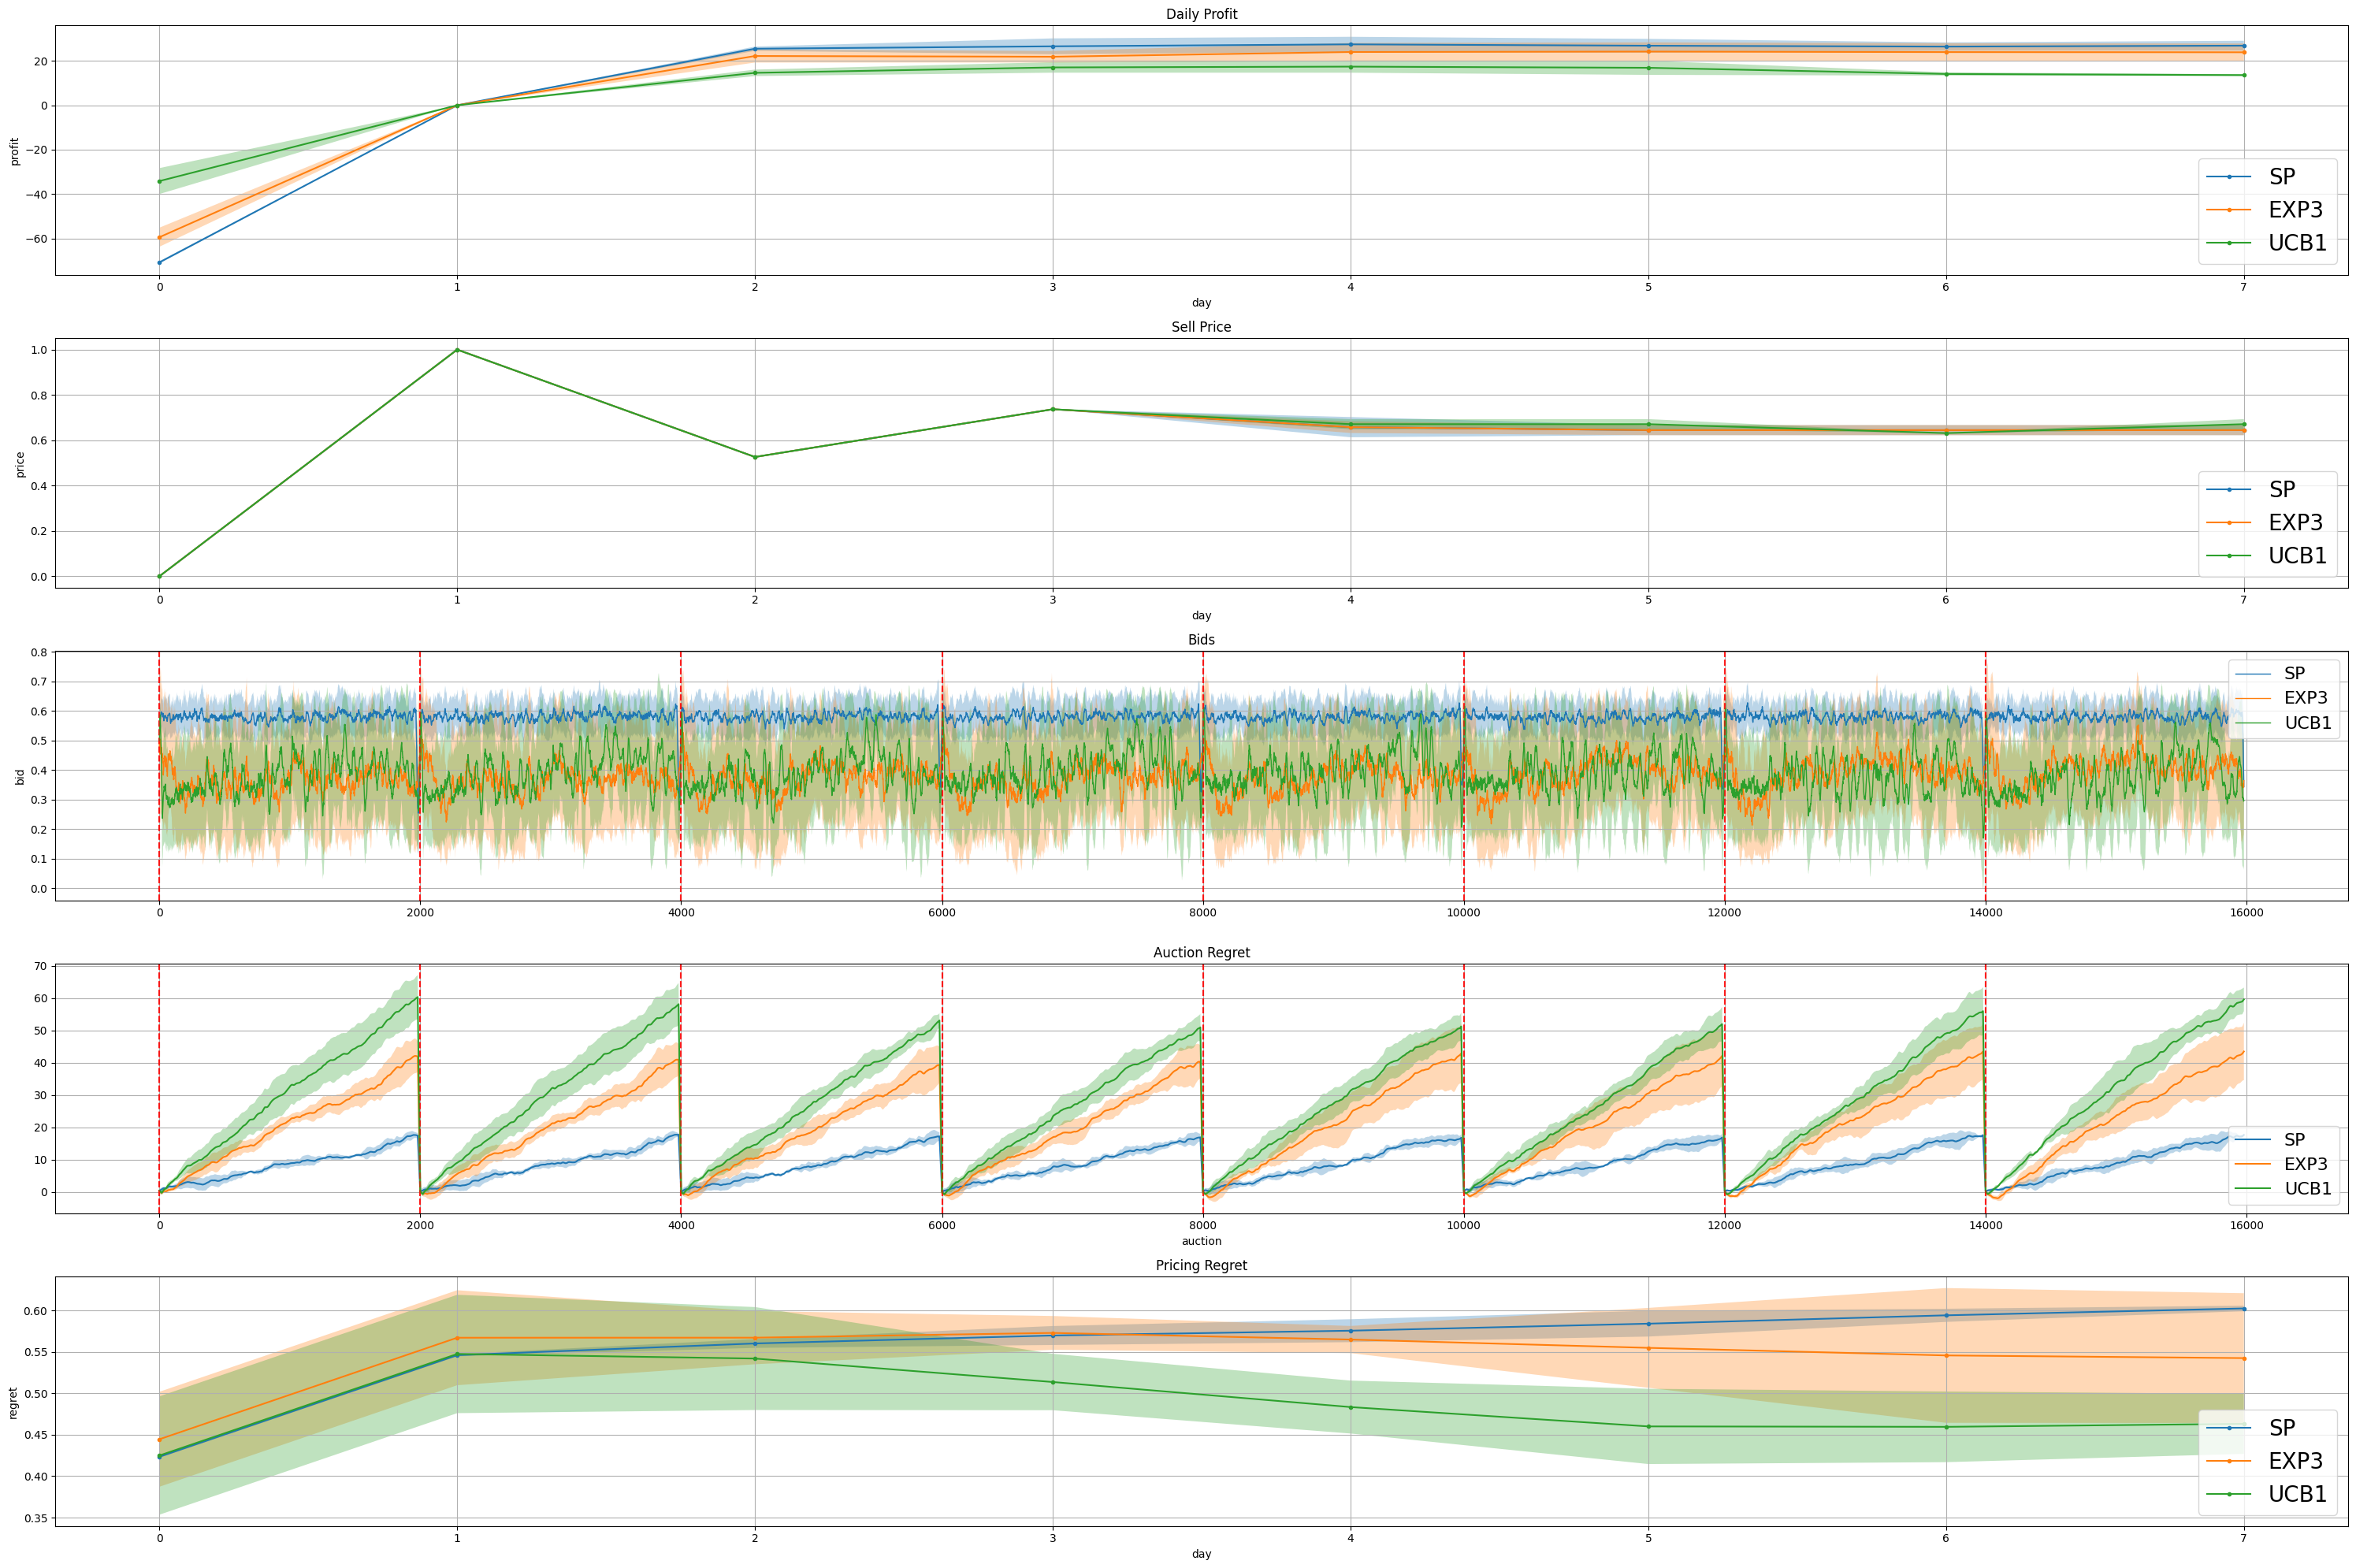 Daily Profit
20
0
−20
−40
−60
profit
SP
EXP3
UCB1
0 1 2 3 4 5 6 7
day
Sell Price
1.0
0.8
0.6
0.4
0.2
0.0
price
SP
EXP3
UCB1
0 1 2 3 4 5 6 7
day
Bids
0.8
0.7
0.6
0.5
0.4
0.3
0.2
0.1
0.0
bid
SP
EXP3
UCB1
0 2000 4000 6000 8000 10000 12000 14000 16000
Auction Regret
70
60
50
40
30
20
10
0
SP
EXP3
UCB1
0 2000 4000 6000 8000 10000 12000 14000 16000
auction
Pricing Regret
0.60
0.55
0.50
0.45
0.40
0.35
regret
SP
EXP3
UCB1
0 1 2 3 4 5 6 7
day